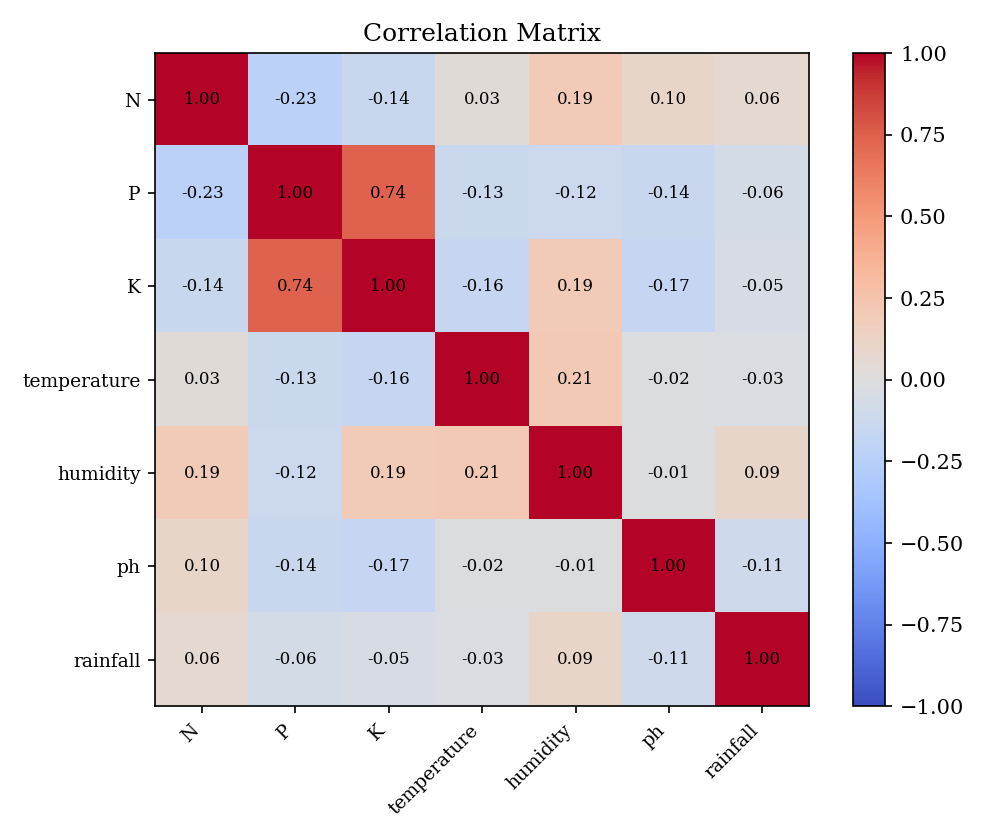 Correlation Matrix
N 1.00 -0.23 -0.14 0.03 0.19 0.10 0.06
P -0.23 1.00 0.74 -0.13 -0.12 -0.14 -0.06
K -0.14 0.74 1.00 -0.16 0.19 -0.17 -0.05
temperature 0.03 -0.13 -0.16 1.00 0.21 -0.02 -0.03
humidity 0.19 -0.12 0.19 0.21 1.00 -0.01 0.09
ph 0.10 -0.14 -0.17 -0.02 -0.01 1.00 -0.11
rainfall 0.06 -0.06 -0.05 -0.03 0.09 -0.11 1.00
N P K temperature humidity ph rainfall
1.00
0.75
0.50
0.25
0.00
−0.25
−0.50
−0.75
−1.00